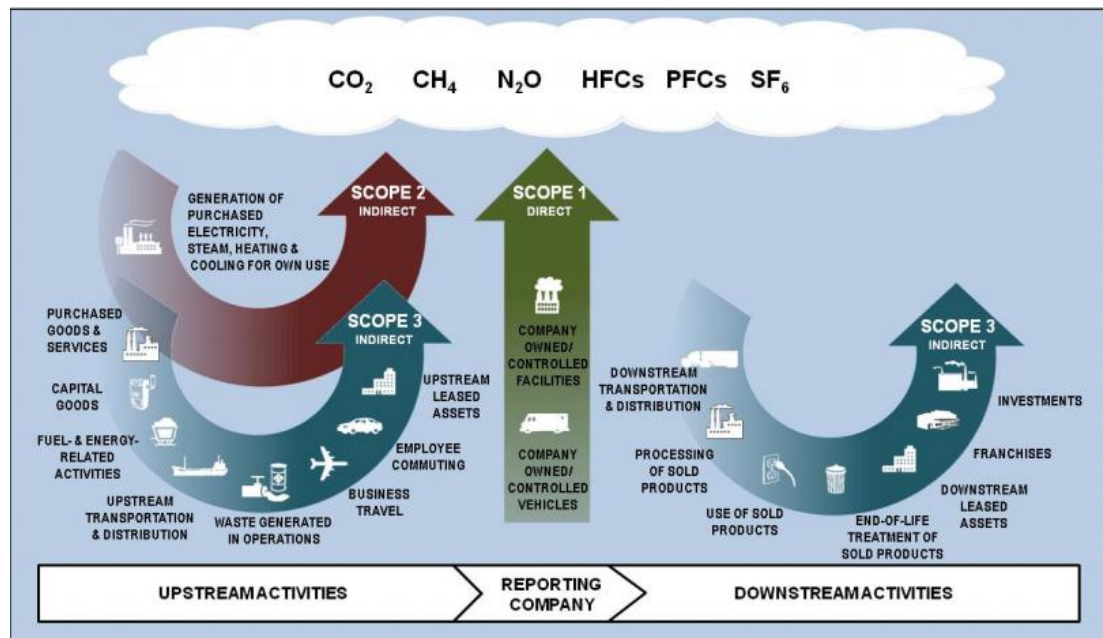 CO₂ CH₄ N₂O HFCs PFCs SF₆
SCOPE 2
INDIRECT
GENERATION OF
PURCHASED
ELECTRICITY,
STEAM, HEATING &
COOLING FOR OWN USE
SCOPE 1
DIRECT
COMPANY
OWNED/
CONTROLLED
FACILITIES
COMPANY
OWNED/
CONTROLLED
VEHICLES
SCOPE 3
INDIRECT
PURCHASED
GOODS &
SERVICES
CAPITAL
GOODS
FUEL- & ENERGY-
RELATED
ACTIVITIES
UPSTREAM
TRANSPORTATION
& DISTRIBUTION
WASTE GENERATED
IN OPERATIONS
BUSINESS
TRAVEL
EMPLOYEE
COMMUTING
UPSTREAM
LEASED
ASSETS
SCOPE 3
INDIRECT
DOWNSTREAM
TRANSPORTATION
& DISTRIBUTION
PROCESSING
OF SOLD
PRODUCTS
USE OF SOLD
PRODUCTS
END-OF-LIFE
TREATMENT OF
SOLD PRODUCTS
DOWNSTREAM
LEASED
ASSETS
FRANCHISES
INVESTMENTS
UPSTREAM ACTIVITIES
REPORTING
COMPANY
DOWNSTREAM ACTIVITIES